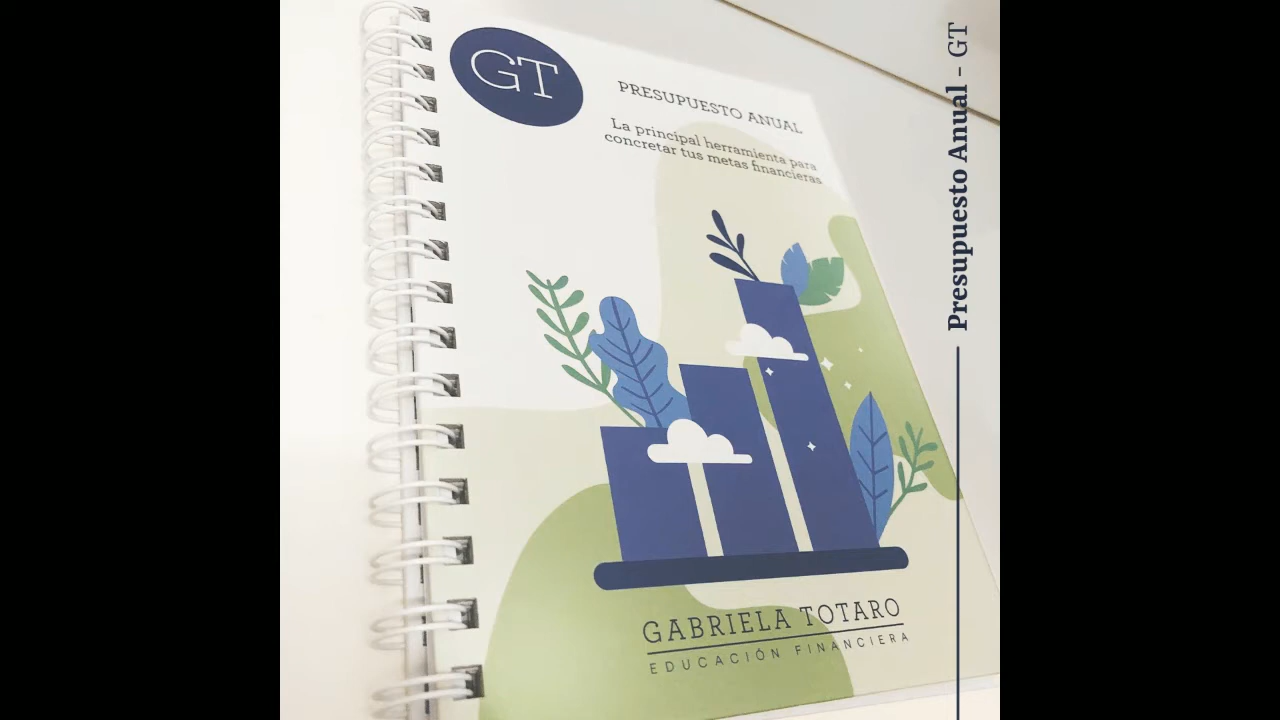 GT
PRESUPUESTO ANUAL
La principal herramienta para
concretar tus metas financieras
GABRIELA TOTARO
EDUCACIÓN FINANCIERA
Presupuesto Anual - GT